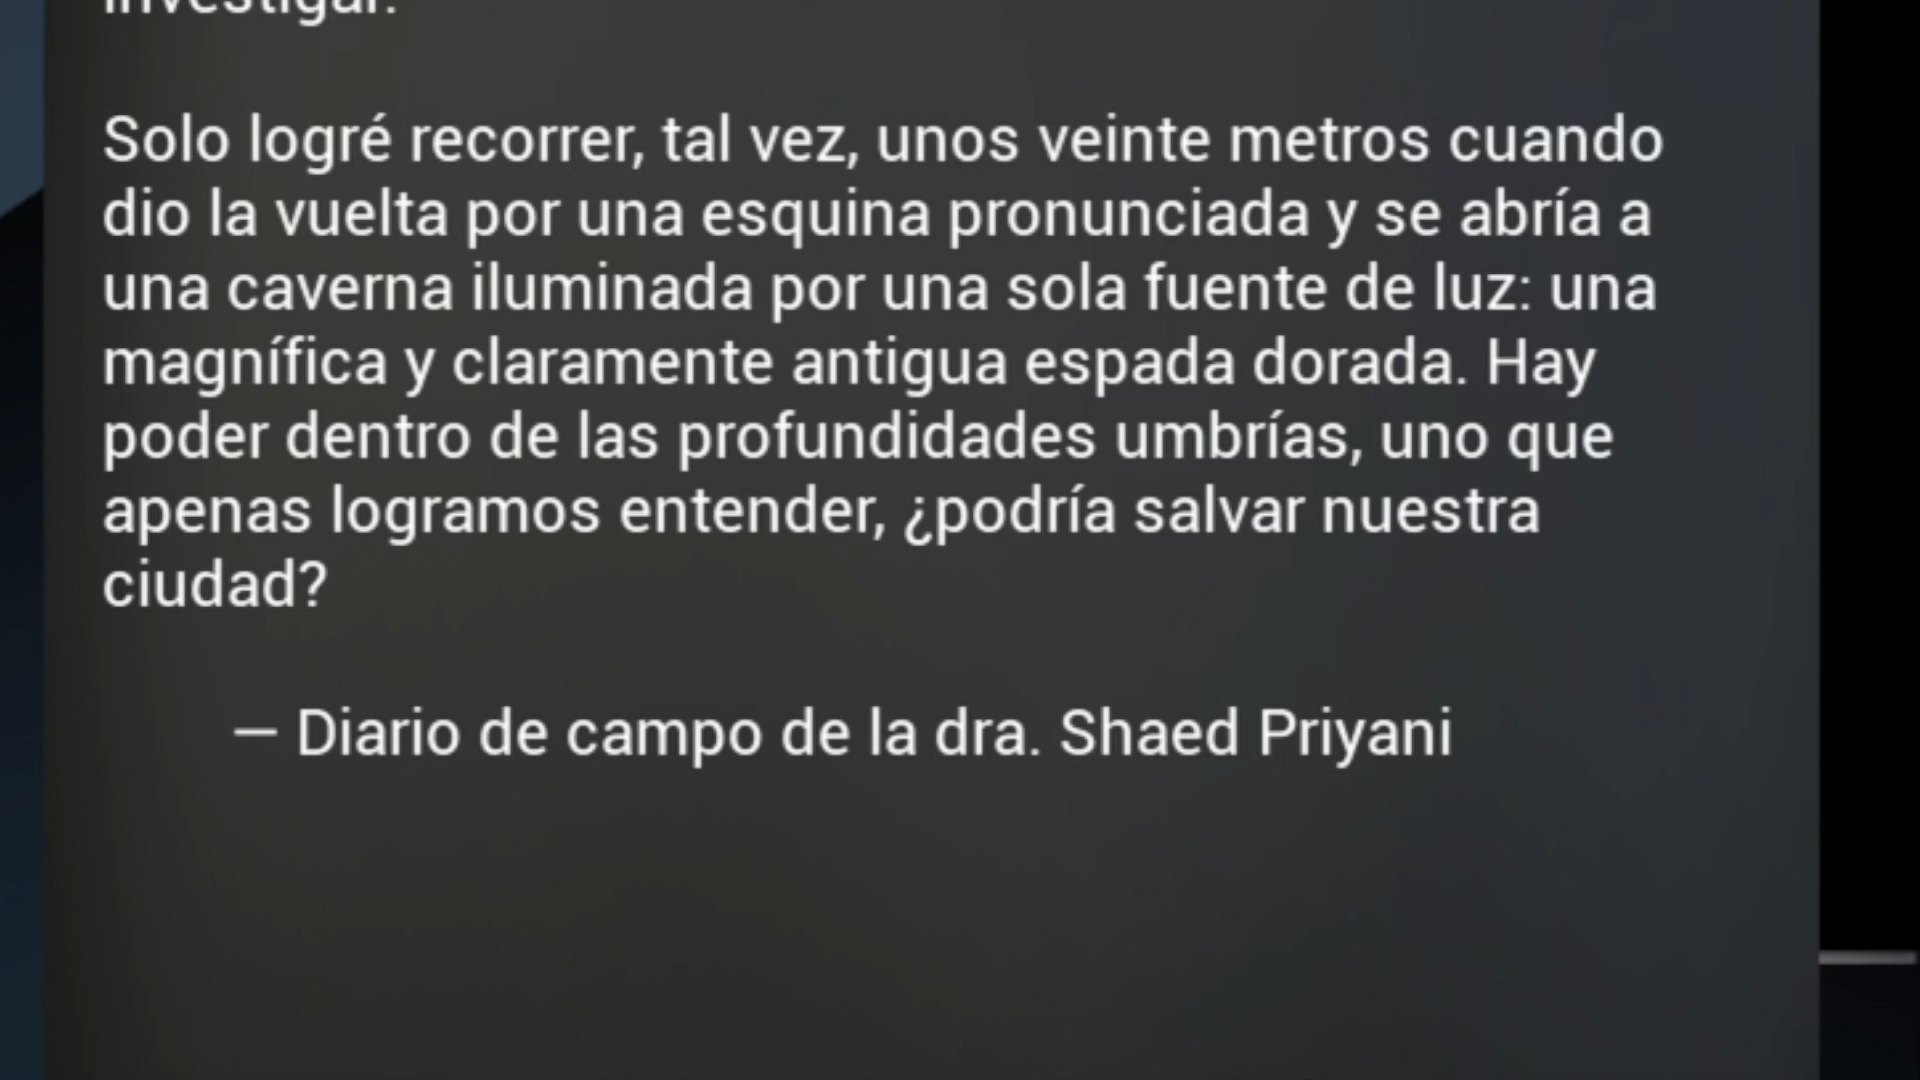 investigar.
Solo logré recorrer, tal vez, unos veinte metros cuando
dio la vuelta por una esquina pronunciada y se abría a
una caverna iluminada por una sola fuente de luz: una
magnífica y claramente antigua espada dorada. Hay
poder dentro de las profundidades umbrías, uno que
apenas logramos entender, ¿podría salvar nuestra
ciudad?
— Diario de campo de la dra. Shaed Priyani